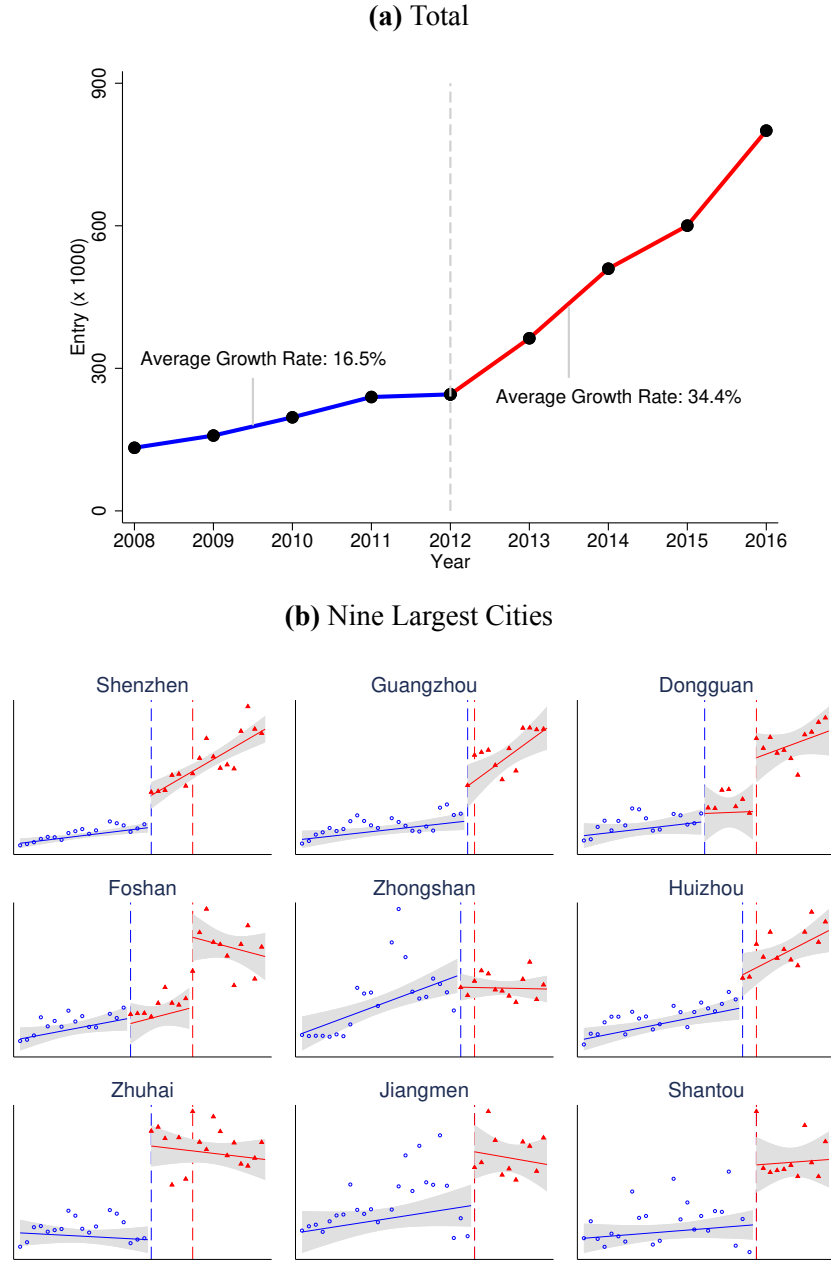 (a) Total
900
600
300
0
Entry (x 1000)
Average Growth Rate: 16.5%
Average Growth Rate: 34.4%
2008 2009 2010 2011 2012 2013 2014 2015 2016
Year
(b) Nine Largest Cities
Shenzhen Guangzhou Dongguan
Foshan Zhongshan Huizhou
Zhuhai Jiangmen Shantou